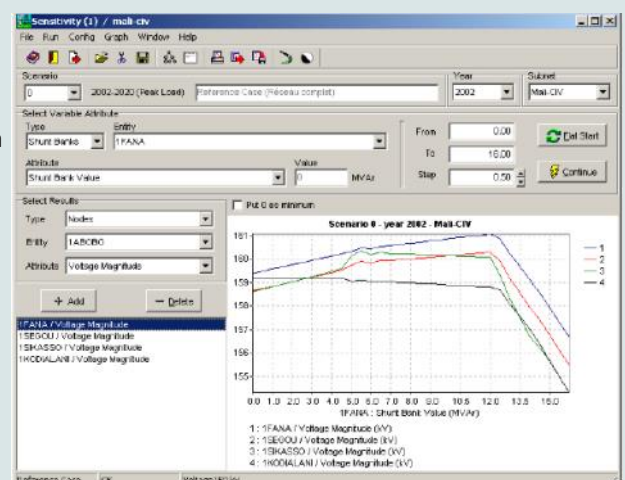 Sensitivity (1) / mali-civ
File Run Config Graph Window Help
Scenario
Year
Subnet
0
2002-2020 (Peak Load)
Reference Case (Réseau complet)
2002
Mali-CIV
Select Variable Attribute
Type
Entity
Shunt Banks
1FANA
From
0.00
To
16.00
Step
0.50
Attribute
Value
Shunt Bank Value
0
MVAr
Start
Continue
Select Results
Type
Nodes
Entity
1ABOBO
Attribute
Voltage Magnitude
+ Add
− Delete
1FANA / Voltage Magnitude
1SEGOU / Voltage Magnitude
1SIKASSO / Voltage Magnitude
1KODIALANI / Voltage Magnitude
Put 0 as minimum
Scenario 0 - year 2002 - Mali-CIV
161
160
159
158
157
156
155
1
2
3
4
0.0 1.0 2.0 3.0 4.0 5.0 6.0 7.0 8.0 9.0 10.5 12.0 13.5 15.0
1FANA : Shunt Bank Value (MVAr)
1 : 1FANA / Voltage Magnitude (kV)
2 : 1SEGOU / Voltage Magnitude (kV)
3 : 1SIKASSO / Voltage Magnitude (kV)
4 : 1KODIALANI / Voltage Magnitude (kV)
Reference Case